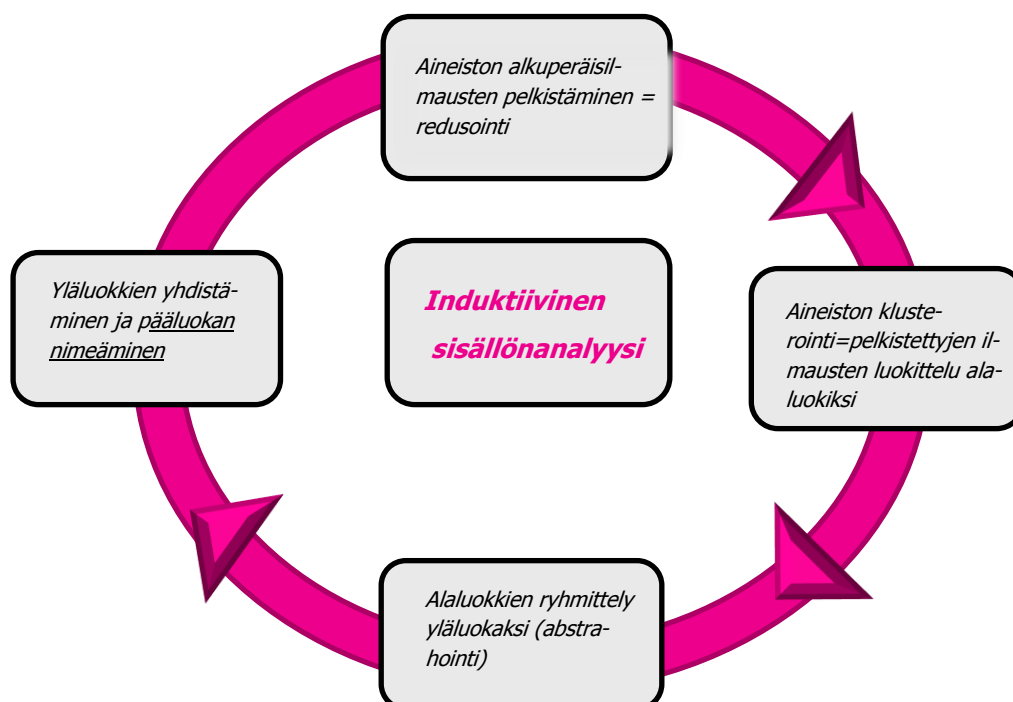 Aineiston alkuperäisil-
mausten pelkistäminen =
redusointi
Yläluokkien yhdistä-
minen ja pääluokan
nimeäminen
Induktiivinen
sisällönanalyysi
Aineiston kluste-
rointi=pelkistettyjen il-
mausten luokittelu ala-
luokiksi
Alaluokkien ryhmittely
yläluokaksi (abstra-
hointi)